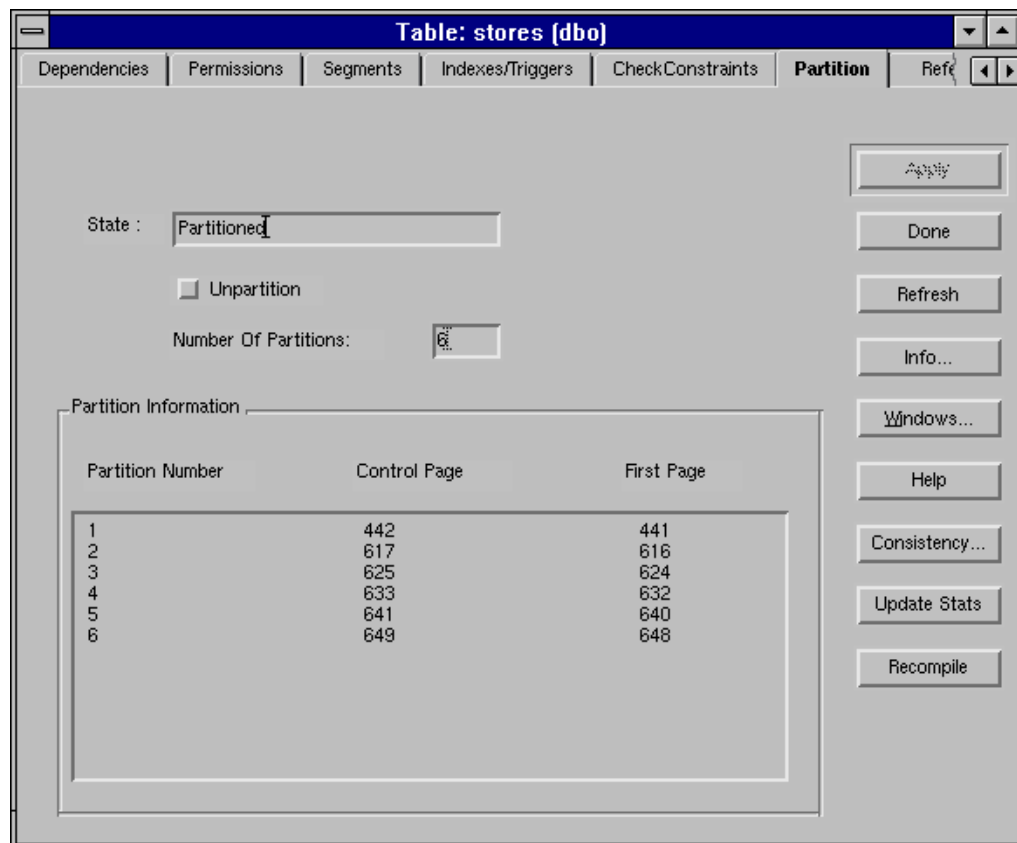 Table: stores (dbo)
Dependencies Permissions Segments Indexes/Triggers CheckConstraints Partition Refe
Apply
State : Partitioned
Done
Unpartition
Refresh
Number Of Partitions: 6
Info...
Partition Information
Windows...
Partition Number Control Page First Page
Help
1 442 441
2 617 616
3 625 624
4 633 632
5 641 640
6 649 648
Consistency...
Update Stats
Recompile